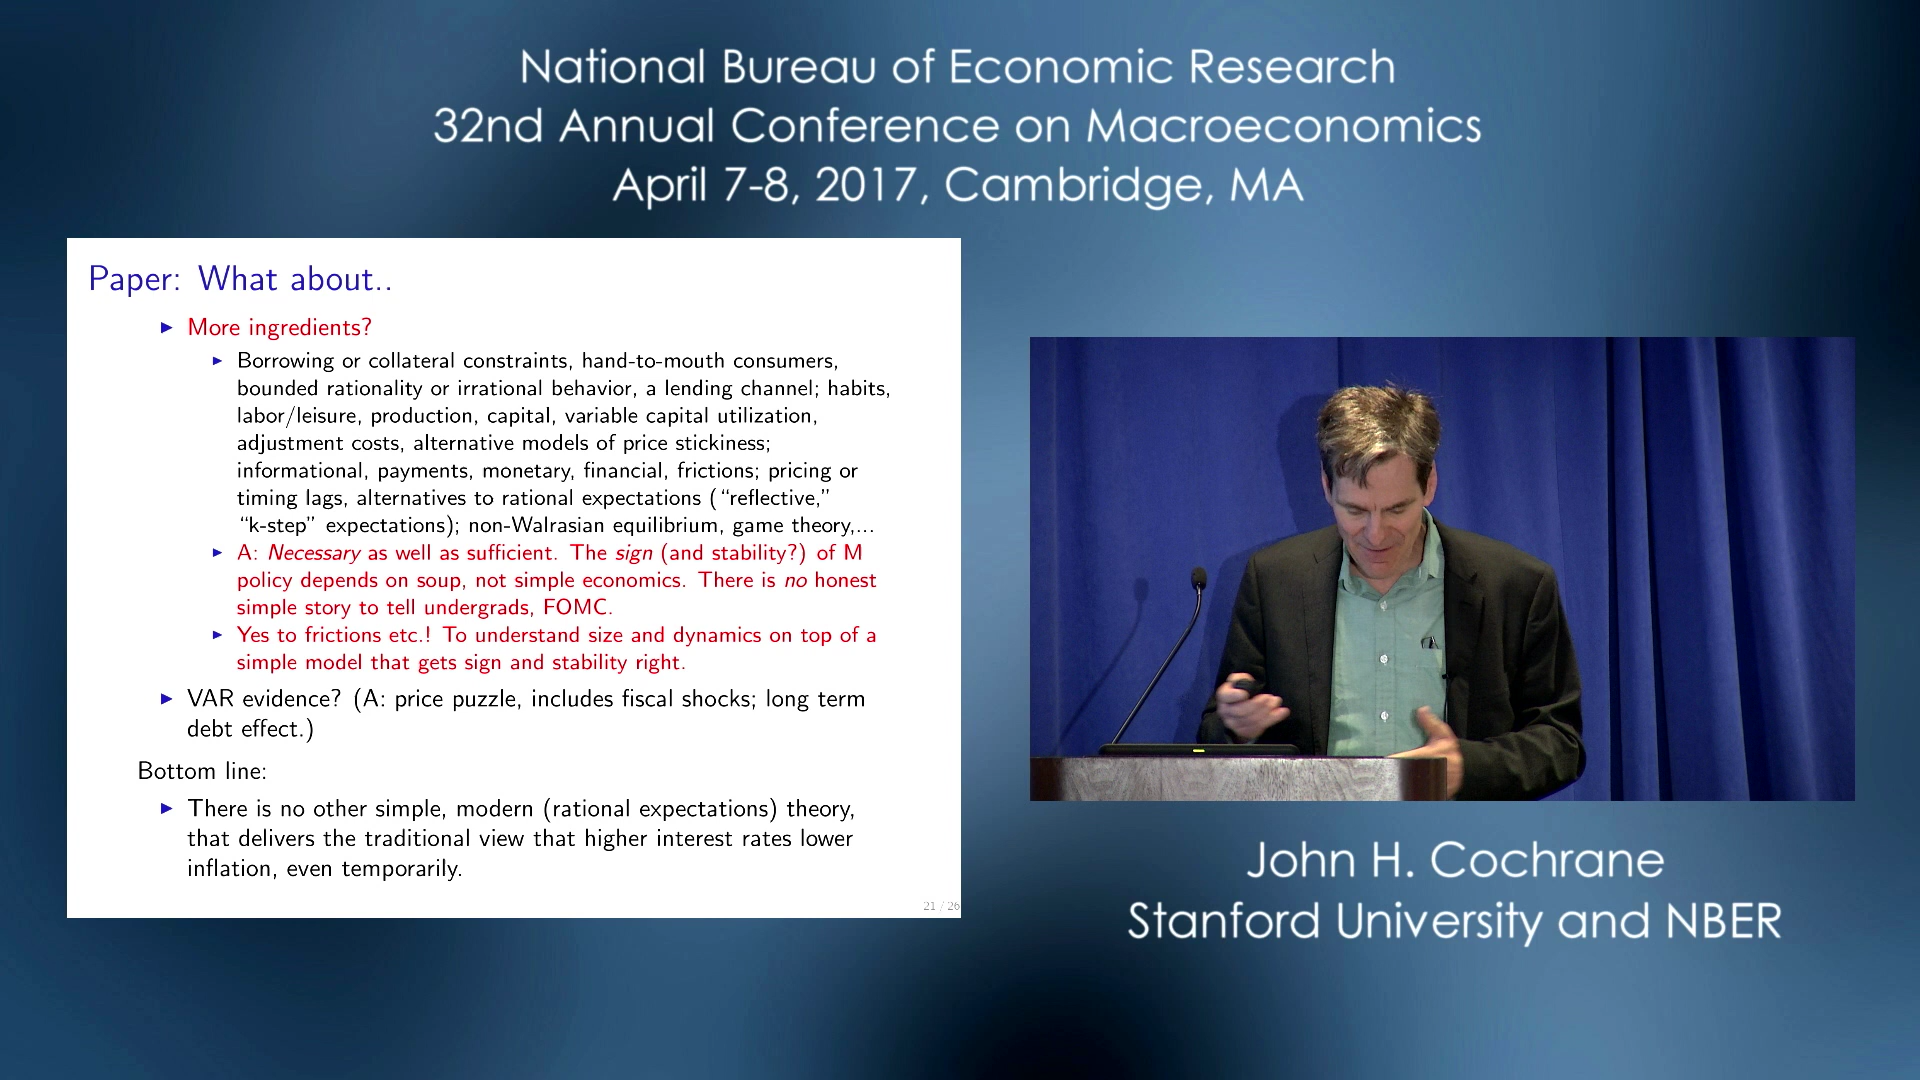 National Bureau of Economic Research
32nd Annual Conference on Macroeconomics
April 7-8, 2017, Cambridge, MA
Paper: What about..
▶ More ingredients?
▶ Borrowing or collateral constraints, hand-to-mouth consumers,
bounded rationality or irrational behavior, a lending channel; habits,
labor/leisure, production, capital, variable capital utilization,
adjustment costs, alternative models of price stickiness;
informational, payments, monetary, financial, frictions; pricing or
timing lags, alternatives to rational expectations (“reflective,”
“k-step” expectations); non-Walrasian equilibrium, game theory,...
▶ A: Necessary as well as sufficient. The sign (and stability?) of M
policy depends on soup, not simple economics. There is no honest
simple story to tell undergrads, FOMC.
▶ Yes to frictions etc.! To understand size and dynamics on top of a
simple model that gets sign and stability right.
▶ VAR evidence? (A: price puzzle, includes fiscal shocks; long term
debt effect.)
Bottom line:
▶ There is no other simple, modern (rational expectations) theory,
that delivers the traditional view that higher interest rates lower
inflation, even temporarily.
21 / 26
John H. Cochrane
Stanford University and NBER